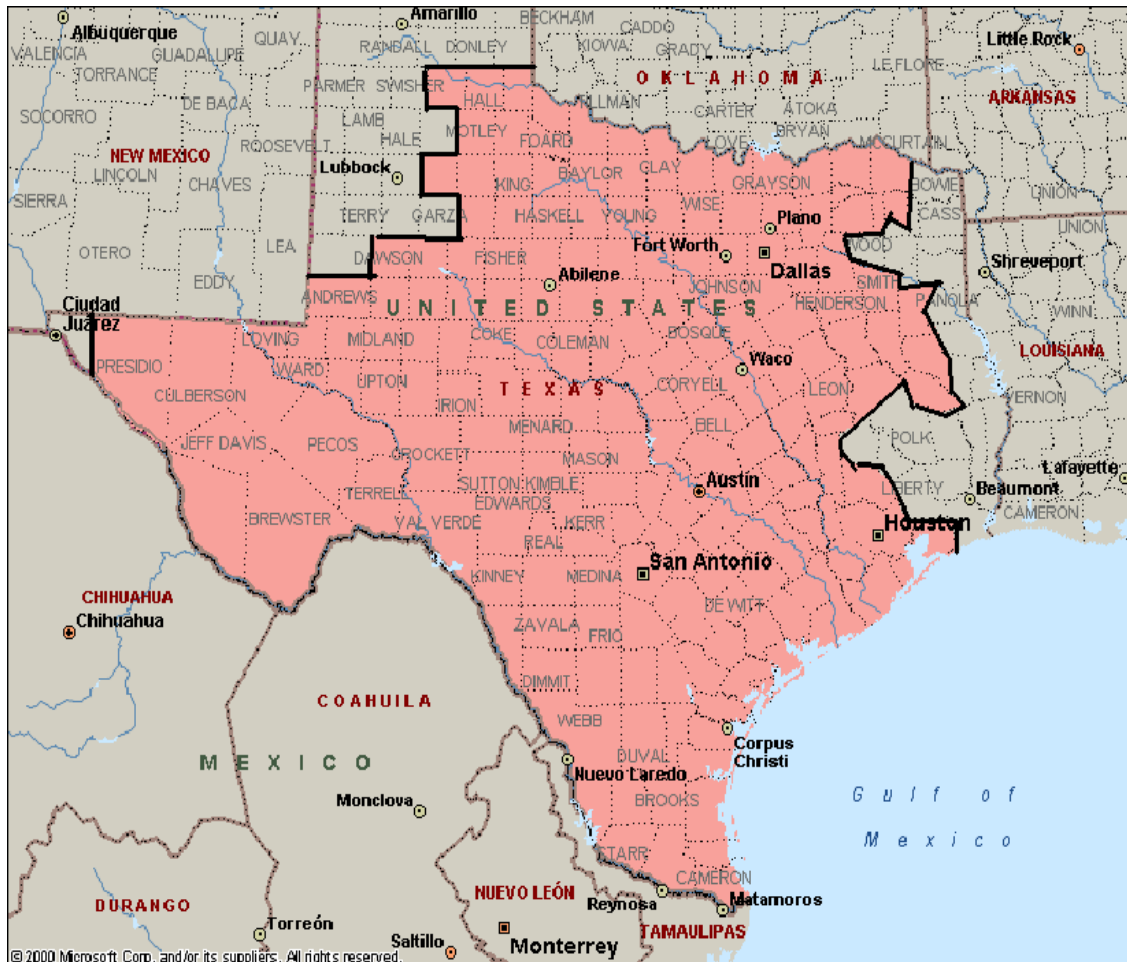 Amarillo
BECKHAM
CADDO
Albuquerque
QUAY
RANDALL
DONLEY
KIOWA
GRADY
Little Rock
VALENCIA
GUADALUPE
LE FLORE
TORRANCE
PARMER
SWISHER
OKLAHOMA
ARKANSAS
DE BACA
HALL
TILLMAN
CARTER
ATOKA
SOCORRO
LAMB
MOTLEY
BRYAN
HALE
FOARD
LOVE
MCCURTAIN
NEW MEXICO
ROOSEVELT
LINCOLN
CHAVES
Lubbock
KING
BAYLOR
CLAY
GRAYSON
BOWIE
UNION
SIERRA
TERRY
GARZA
HASKELL
YOUNG
WISE
Plano
CASS
UNION
OTERO
LEA
DAWSON
FISHER
Fort Worth
Dallas
WOOD
Shreveport
EDDY
Abilene
JOHNSON
SMITH
ANDREWS
HENDERSON
PANOLA
Ciudad
Juárez
UNITED STATES
WINN
LOVING
MIDLAND
COKE
COLEMAN
BOSQUE
LOUISIANA
PRESIDIO
WARD
UPTON
TEXAS
Waco
CULBERSON
IRION
CORYELL
LEON
VERNON
MENARD
BELL
JEFF DAVIS
PECOS
CROCKETT
MASON
POLK
Lafayette
TERRELL
SUTTON
KIMBLE
Austin
LIBERTY
Beaumont
EDWARDS
CAMERON
BREWSTER
VAL VERDE
KERR
Houston
REAL
San Antonio
KINNEY
MEDINA
CHIHUAHUA
Chihuahua
DE WITT
ZAVALA
FRIO
DIMMIT
COAHUILA
WEBB
Corpus
Christi
MEXICO
DUVAL
Nuevo Laredo
Monclova
BROOKS
Gulf of
Mexico
STARR
CAMERON
NUEVO LEÓN
Reynosa
Matamoros
DURANGO
Torreón
TAMAULIPAS
Saltillo
Monterrey
© 2000 Microsoft Corp. and/or its suppliers. All rights reserved.